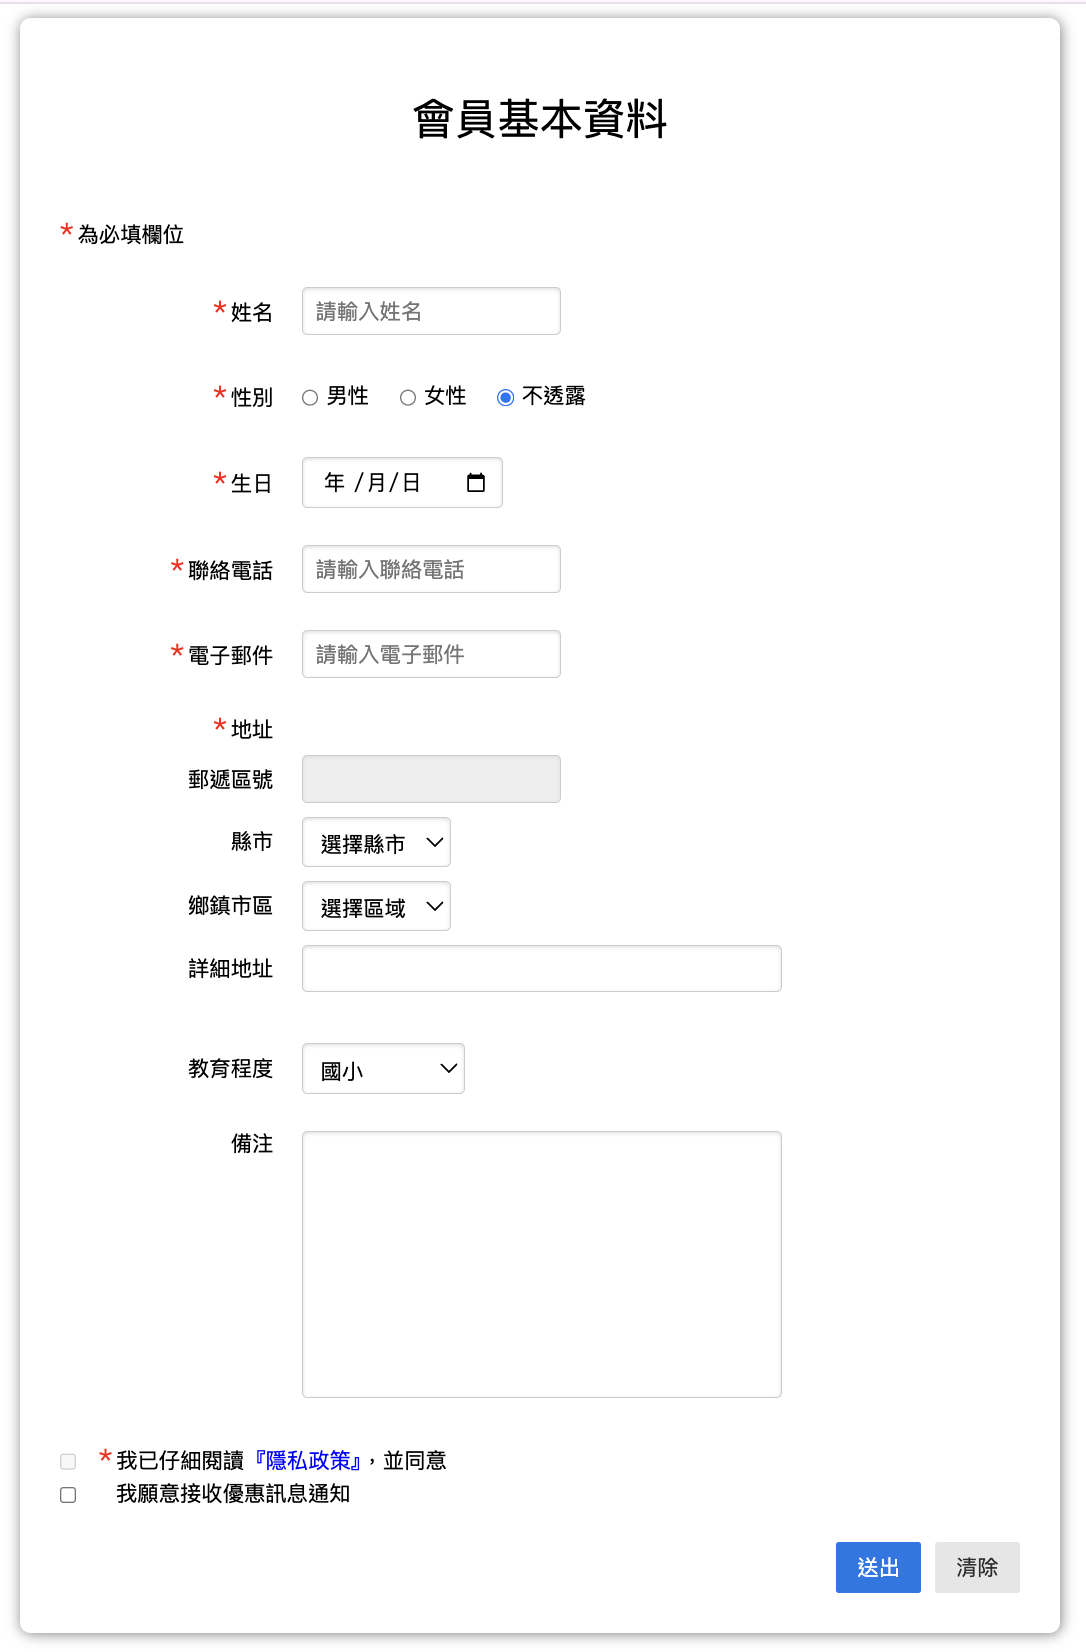 會員基本資料
*為必填欄位
*姓名 請輸入姓名
*性別 男性 女性 不透露
*生日 年 /月/日
*聯絡電話 請輸入聯絡電話
*電子郵件 請輸入電子郵件
*地址
郵遞區號
縣市 選擇縣市
鄉鎮市區 選擇區域
詳細地址
教育程度 國小
備注
*我已仔細閱讀『隱私政策』，並同意
我願意接收優惠訊息通知
送出 清除